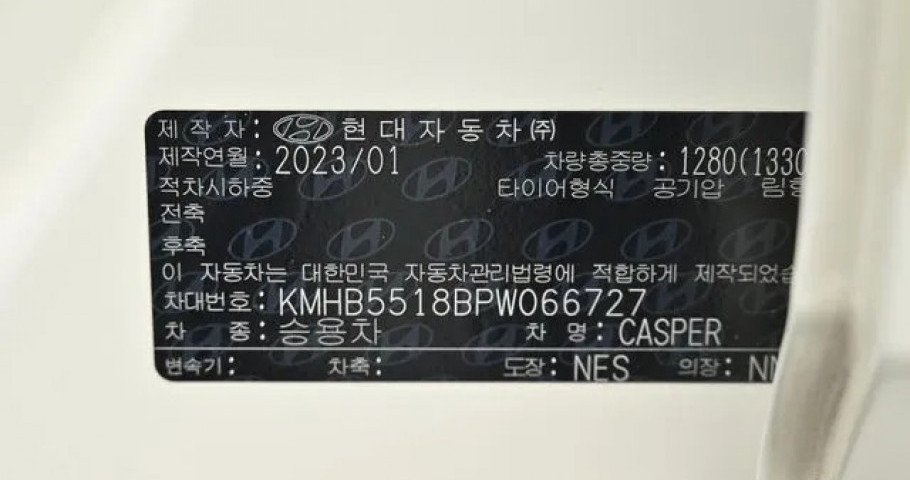 제 작 자 : 현 대 자 동 차 ㈜
제작연월 : 2023/01 차량총중량 : 1280(1330
적차시하중 타이어형식 공기압 림형
전축
후축
이 자동차는 대한민국 자동차관리법령에 적합하게 제작되었습
차대번호 : KMHB5518BPW066727
차 종 : 승용차 차 명 : CASPER
변속기 : 차축 : 도장 : NES 의장 : NN